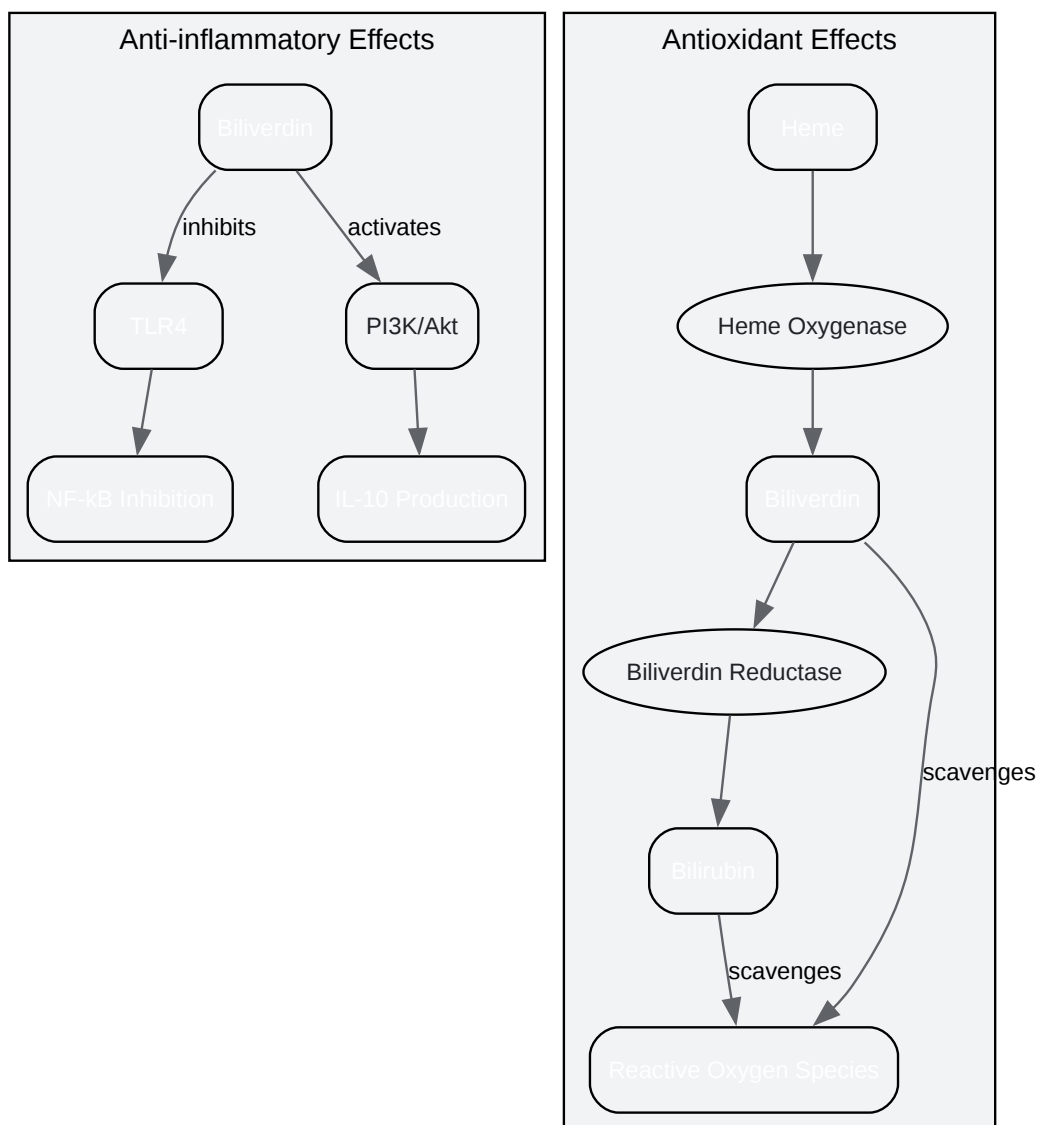 Anti-inflammatory Effects
Biliverdin
inhibits
activates
TLR4
PI3K/Akt
NF-kB Inhibition
IL-10 Production
Antioxidant Effects
Heme
Heme Oxygenase
Biliverdin
Biliverdin Reductase
scavenges
Bilirubin
scavenges
Reactive Oxygen Species